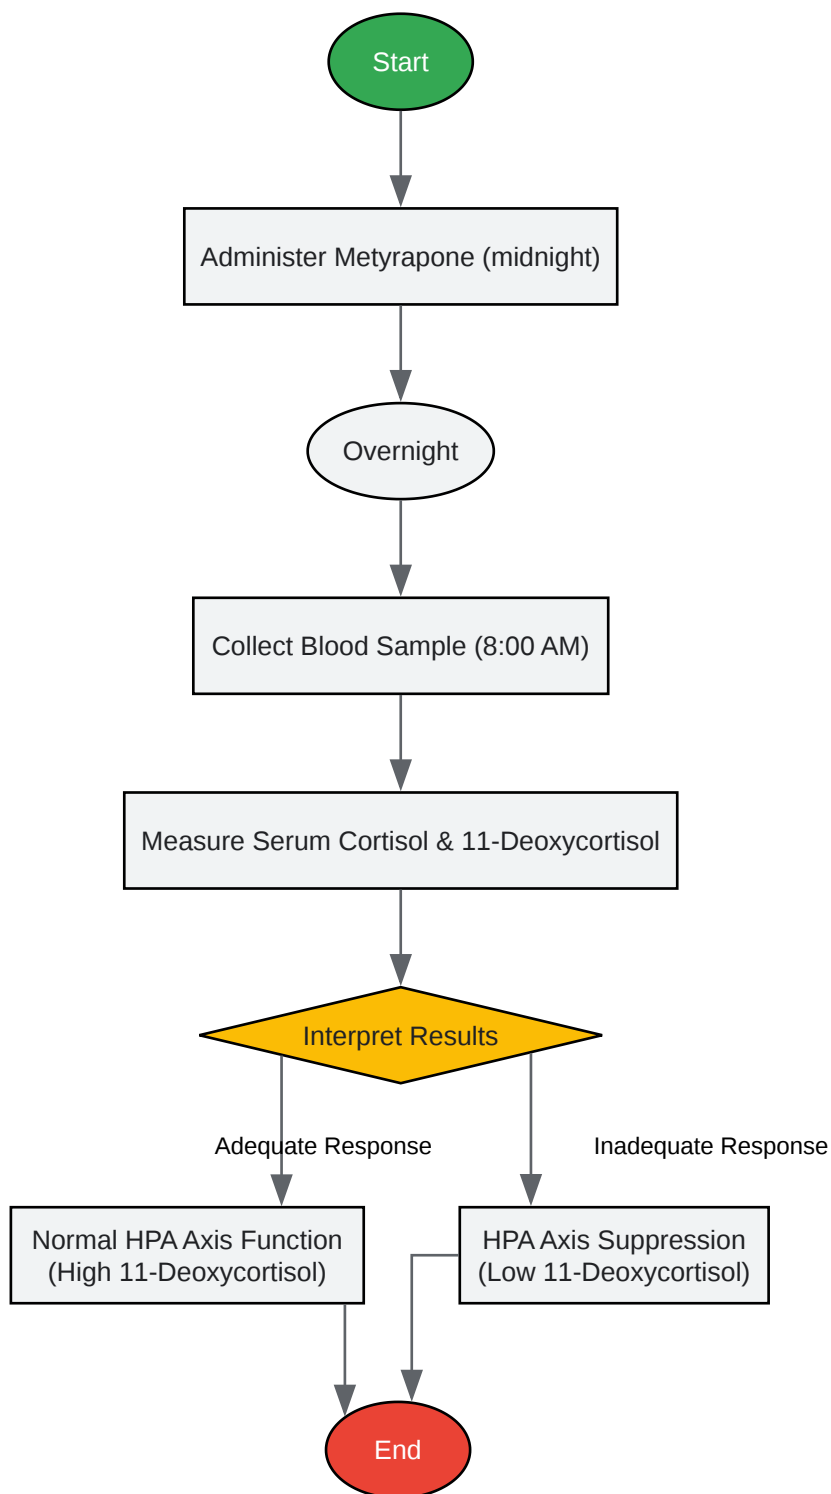 Start
Administer Metyrapone (midnight)
Overnight
Collect Blood Sample (8:00 AM)
Measure Serum Cortisol & 11-Deoxycortisol
Interpret Results
Adequate Response
Inadequate Response
Normal HPA Axis Function
(High 11-Deoxycortisol)
HPA Axis Suppression
(Low 11-Deoxycortisol)
End